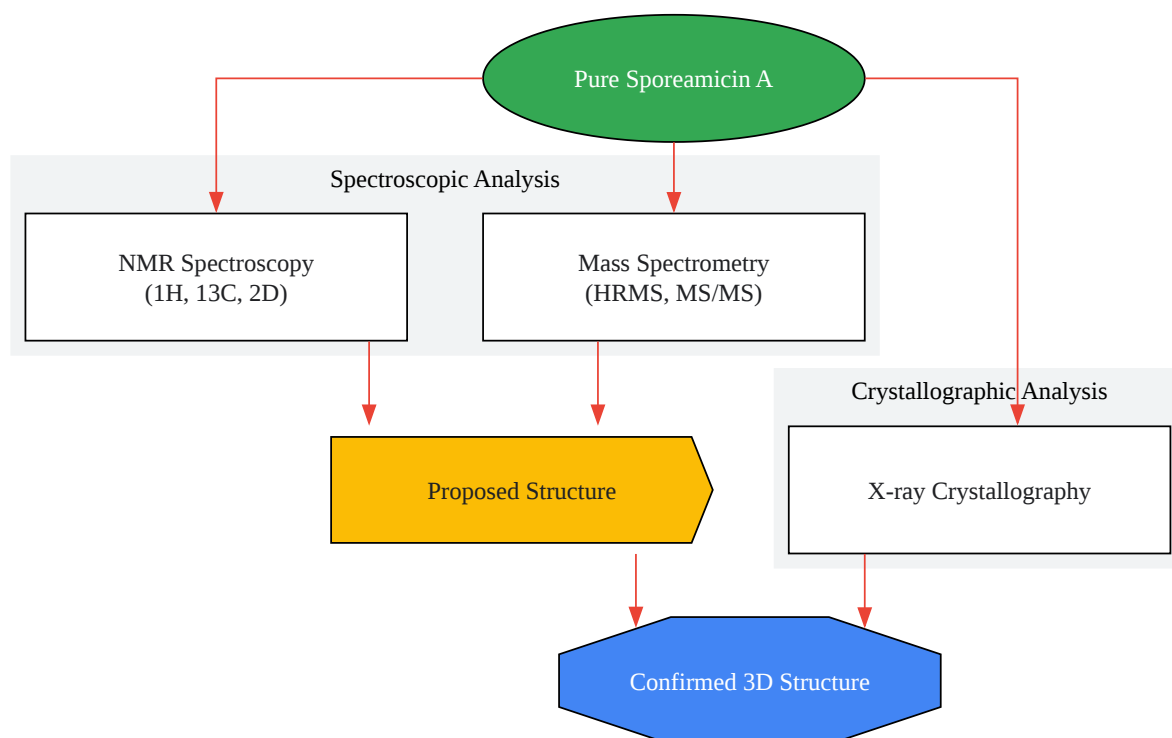 Pure Sporeamicin A
Spectroscopic Analysis
NMR Spectroscopy
(1H, 13C, 2D)
Mass Spectrometry
(HRMS, MS/MS)
Crystallographic Analysis
Proposed Structure
X-ray Crystallography
Confirmed 3D Structure